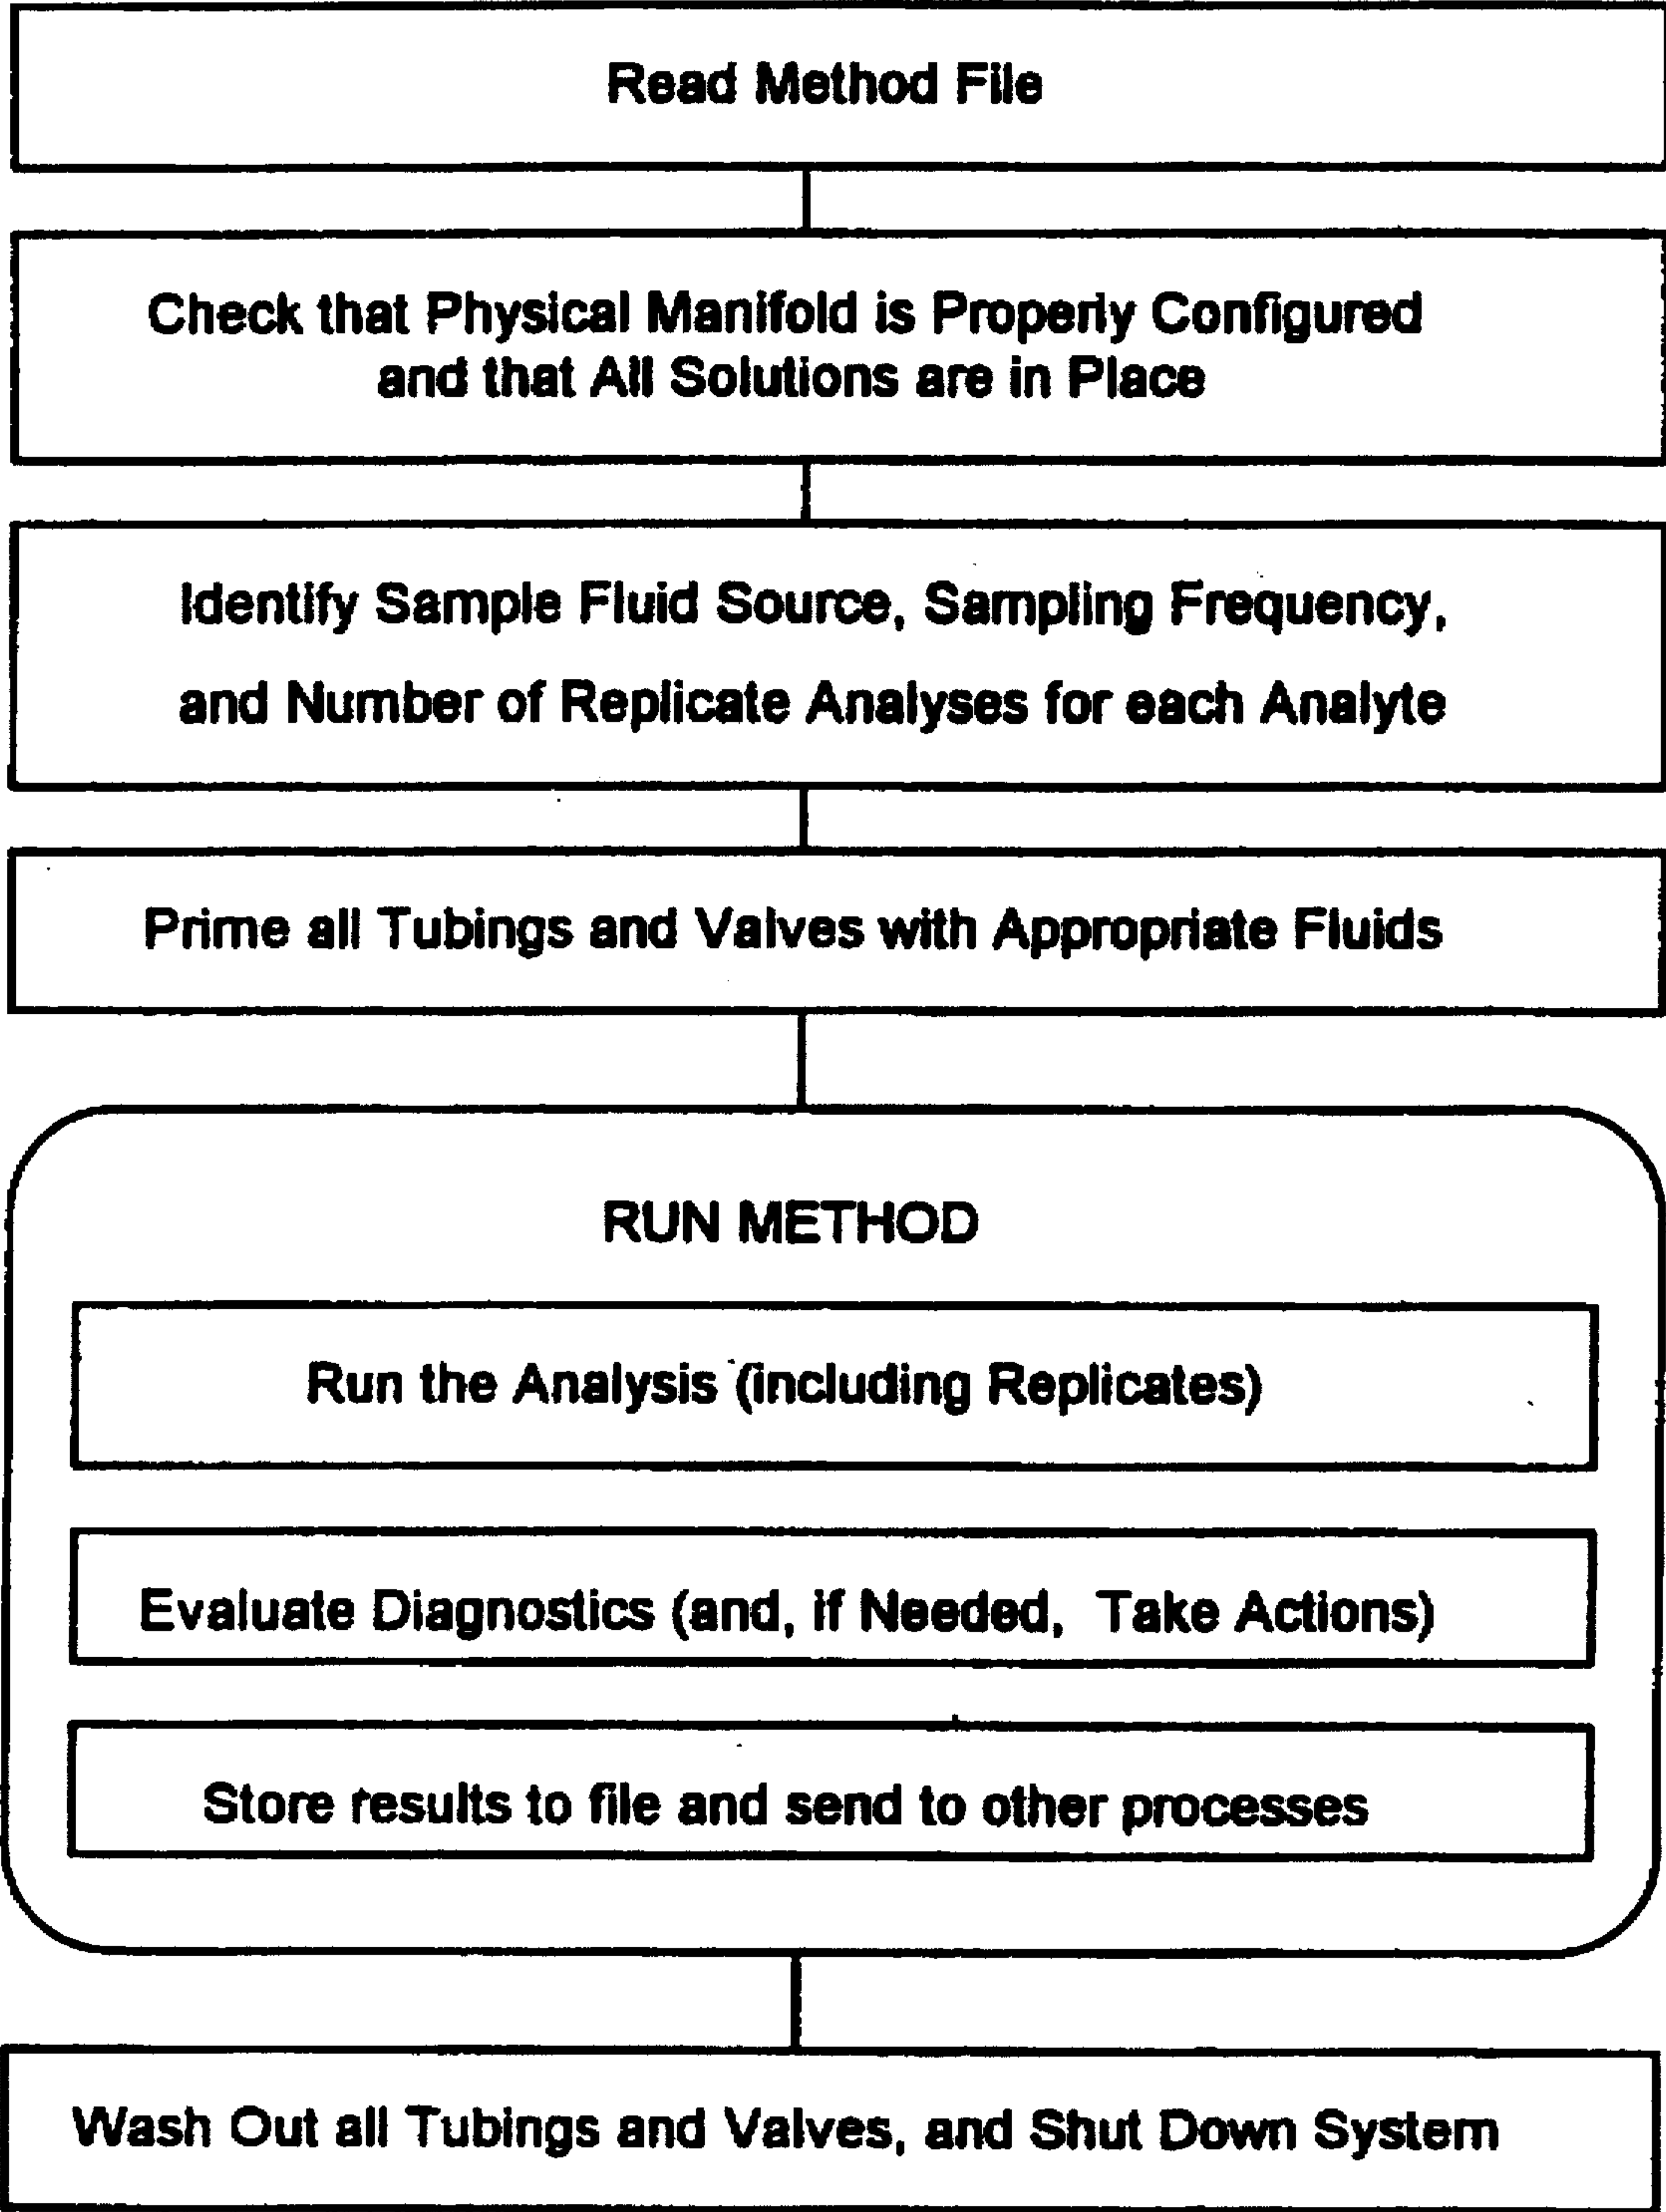 Read Method File
Check that Physical Manifold is Properly Configured
and that All Solutions are in Place
Identify Sample Fluid Source, Sampling Frequency,
and Number of Replicate Analyses for each Analyte
Prime all Tubings and Valves with Appropriate Fluids
RUN METHOD
Run the Analysis (including Replicates)
Evaluate Diagnostics (and, if Needed, Take Actions)
Store results to file and send to other processes
Wash Out all Tubings and Valves, and Shut Down System